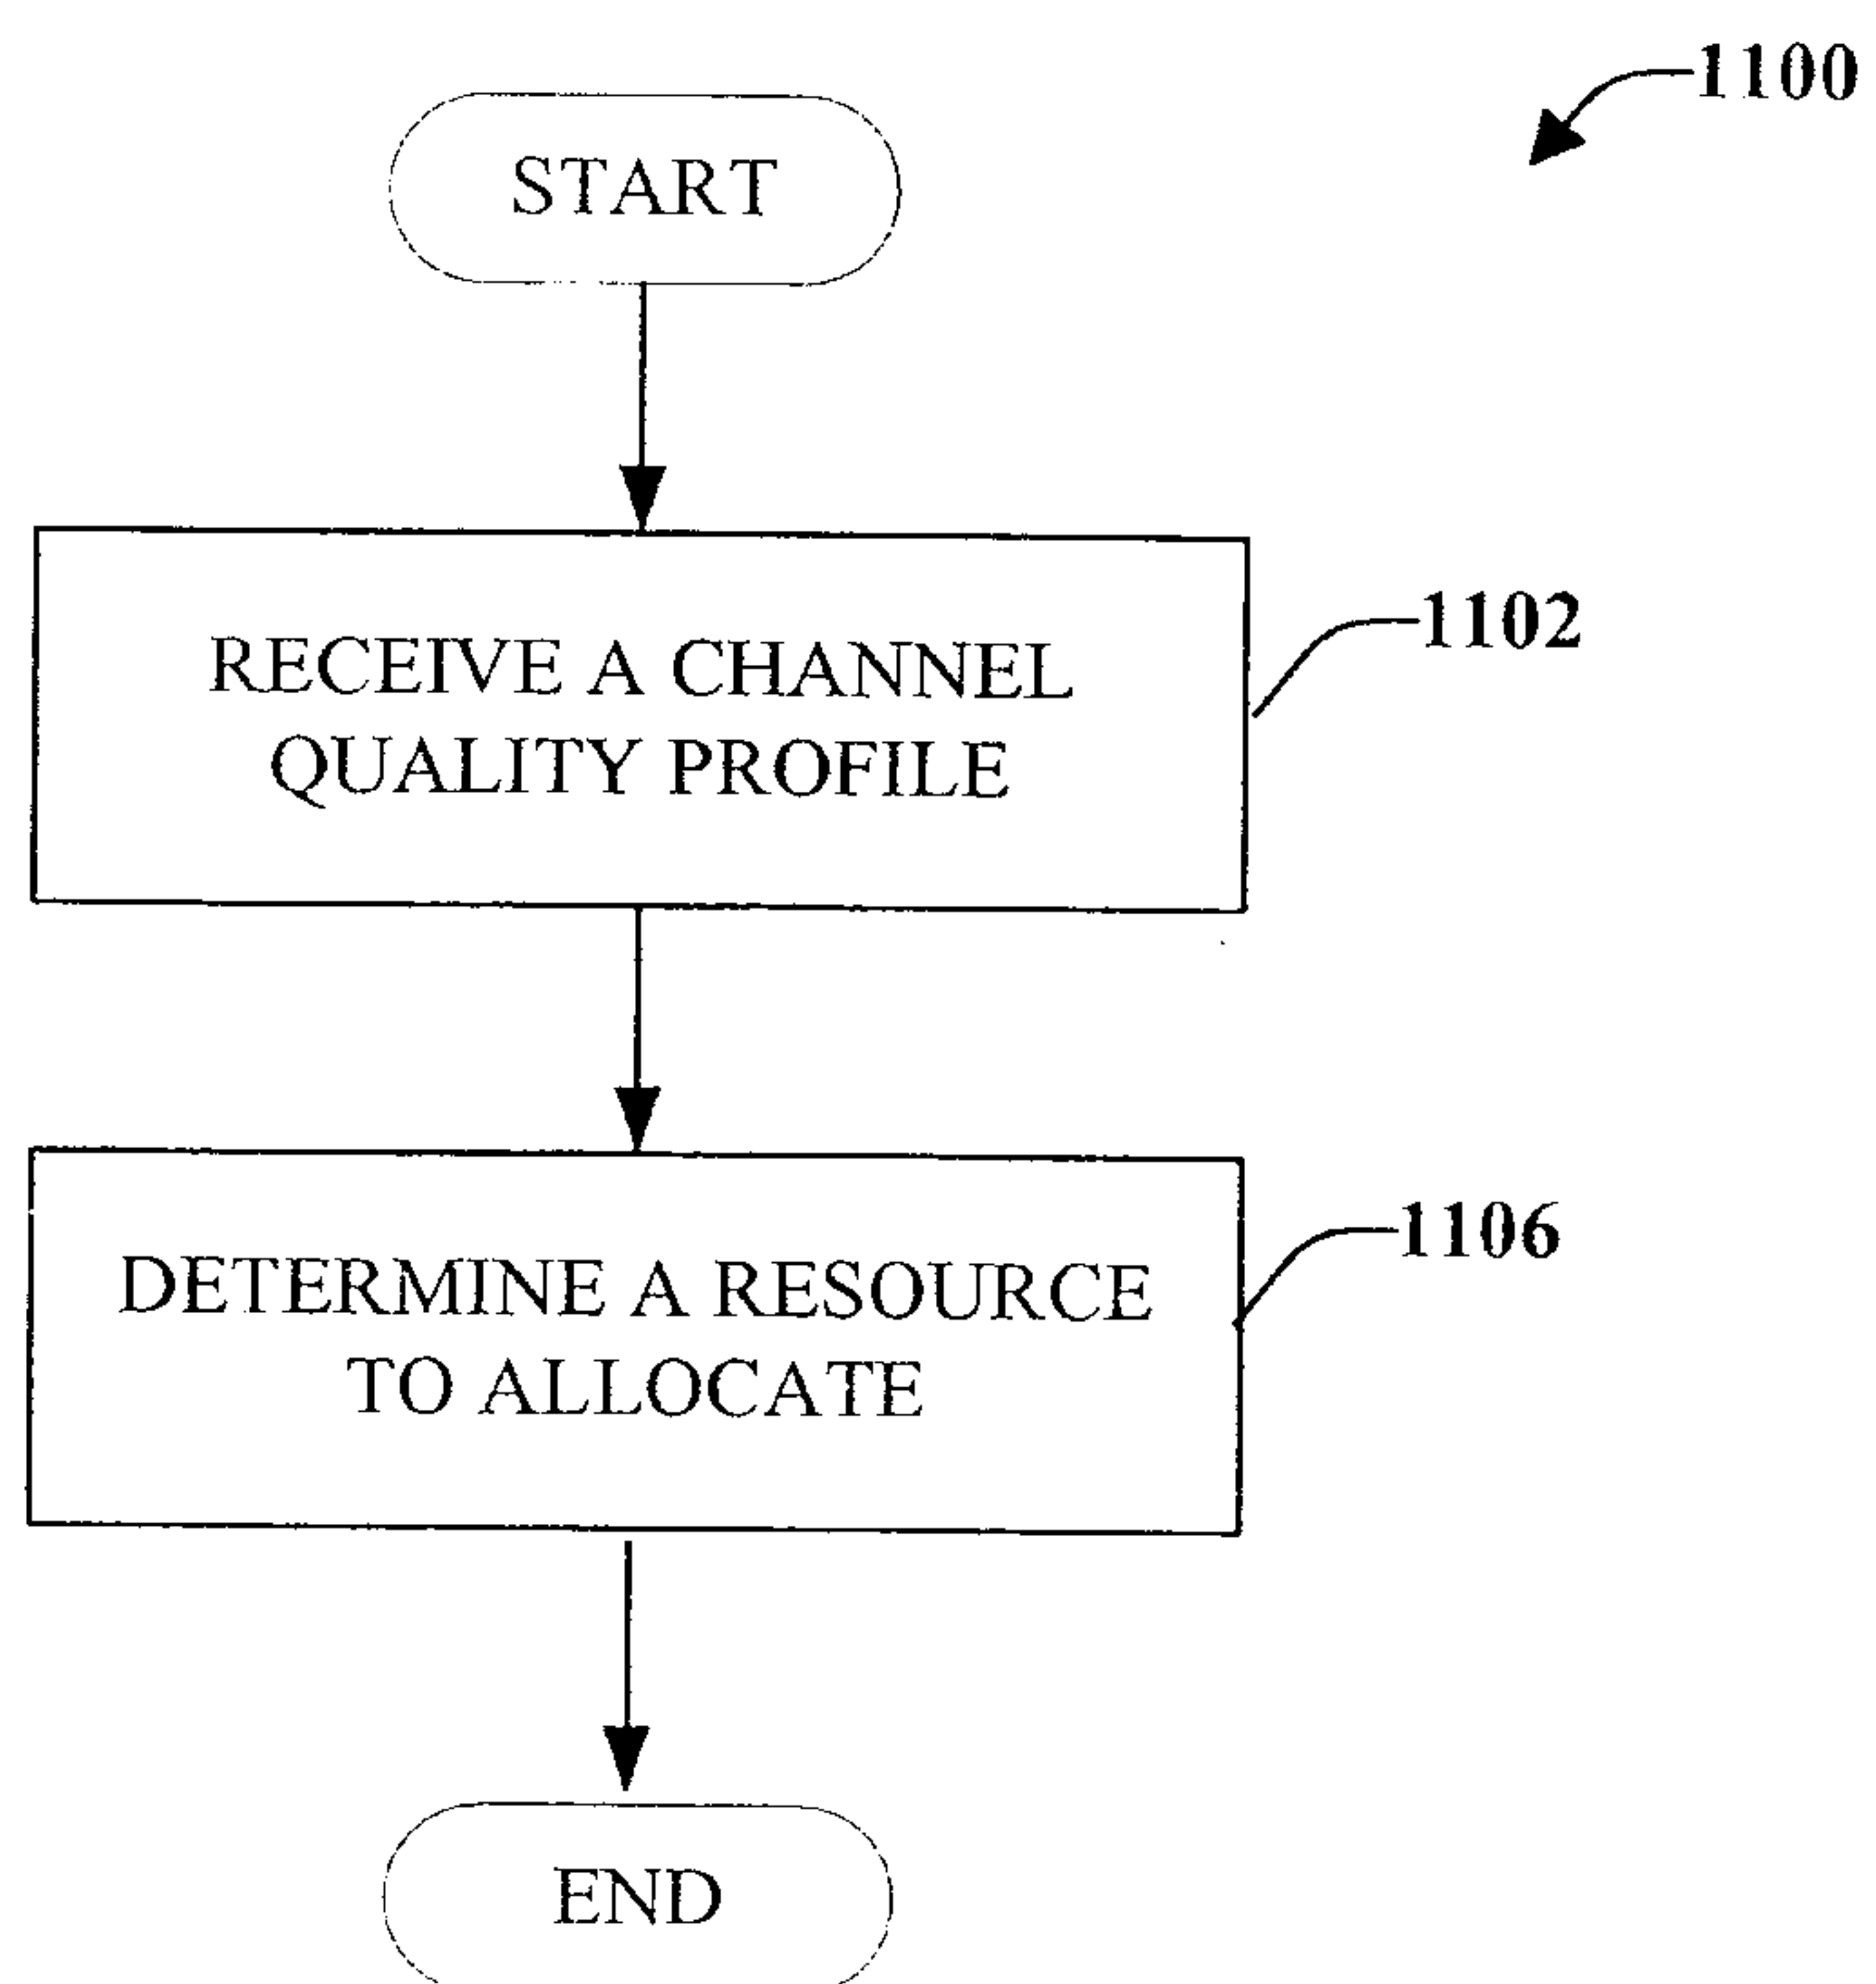 1100
START
RECEIVE A CHANNEL
QUALITY PROFILE
1102
DETERMINE A RESOURCE
TO ALLOCATE
1106
END